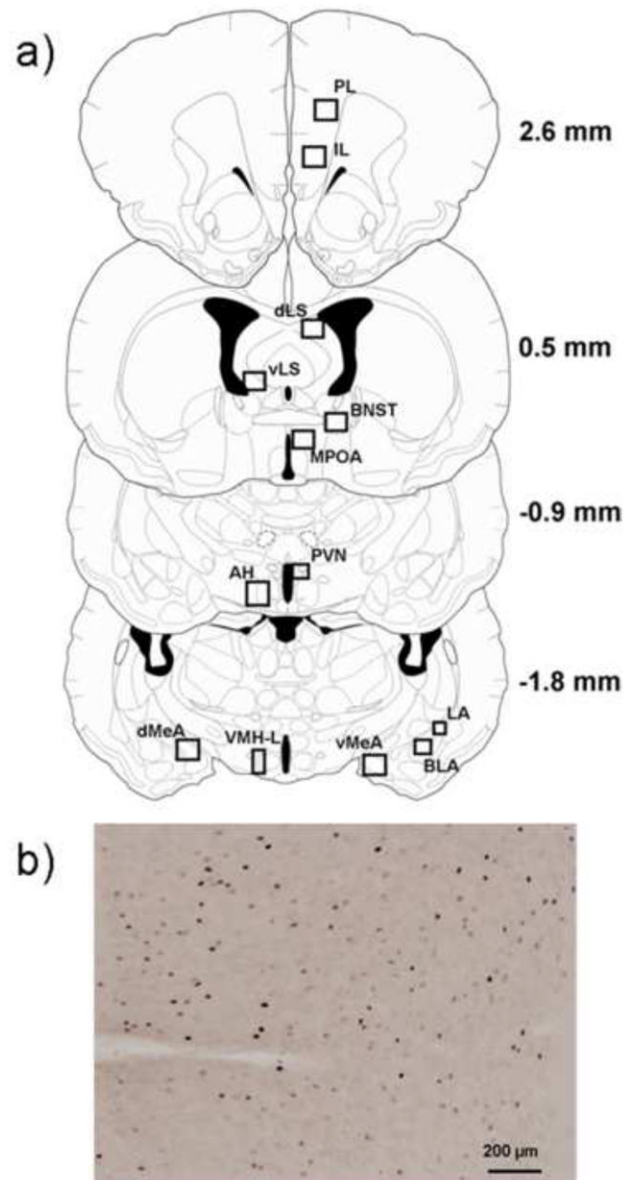 a)
PL
2.6 mm
IL
dLS
0.5 mm
vLS
BNST
MPOA
-0.9 mm
PVN
AH
-1.8 mm
LA
dMeA
VMH-L
vMeA
BLA
b)
200 µm